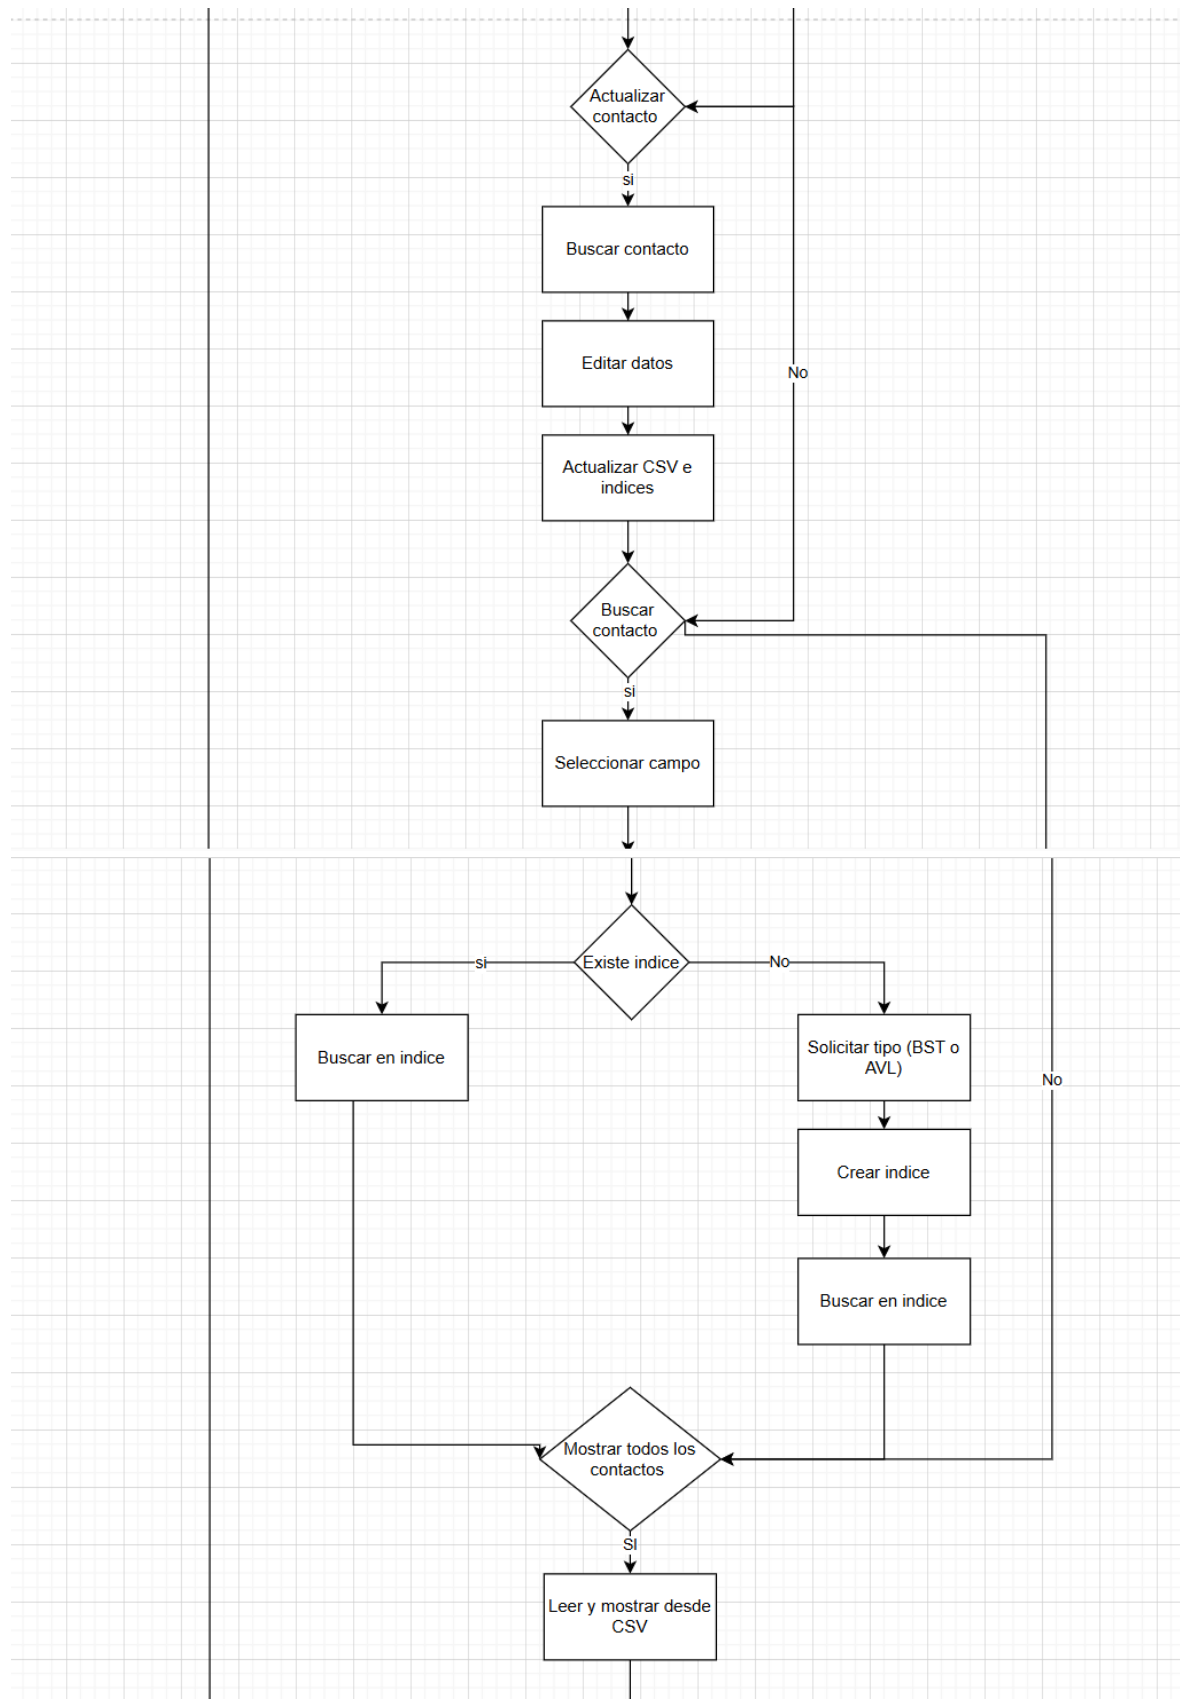 Actualizar
contacto
si
Buscar contacto
Editar datos
No
Actualizar CSV e
indices
Buscar
contacto
si
Seleccionar campo
si
Existe indice
No
Buscar en indice
Solicitar tipo (BST o
AVL)
No
Crear indice
Buscar en indice
Mostrar todos los
contactos
SI
Leer y mostrar desde
CSV